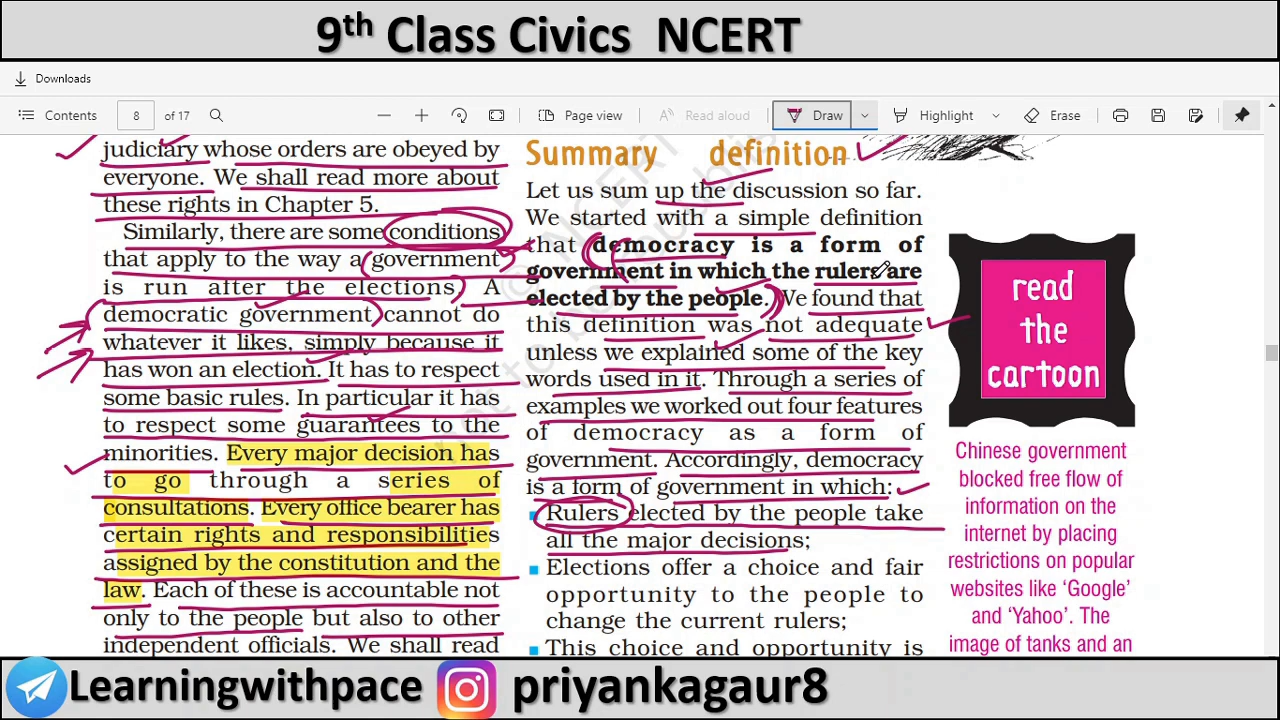 9th Class Civics NCERT
Downloads
Contents
8 of 17
Page view
Read aloud
Draw
Highlight
Erase
judiciary whose orders are obeyed by
everyone. We shall read more about
these rights in Chapter 5.
Similarly, there are some conditions
that apply to the way a government
is run after the elections. A
democratic government cannot do
whatever it likes, simply because it
has won an election. It has to respect
some basic rules. In particular it has
to respect some guarantees to the
minorities. Every major decision has
to go through a series of
consultations. Every office bearer has
certain rights and responsibilities
assigned by the constitution and the
law. Each of these is accountable not
only to the people but also to other
independent officials. We shall read
Summary definition
Let us sum up the discussion so far.
We started with a simple definition
that democracy is a form of
government in which the rulers are
elected by the people. We found that
this definition was not adequate
unless we explained some of the key
words used in it. Through a series of
examples we worked out four features
of democracy as a form of
government. Accordingly, democracy
is a form of government in which:
Rulers elected by the people take
all the major decisions;
Elections offer a choice and fair
opportunity to the people to
change the current rulers;
This choice and opportunity is
read
the
cartoon
Chinese government
blocked free flow of
information on the
internet by placing
restrictions on popular
websites like ‘Google’
and ‘Yahoo’. The
image of tanks and an
Learningwithpace
priyankagaur8